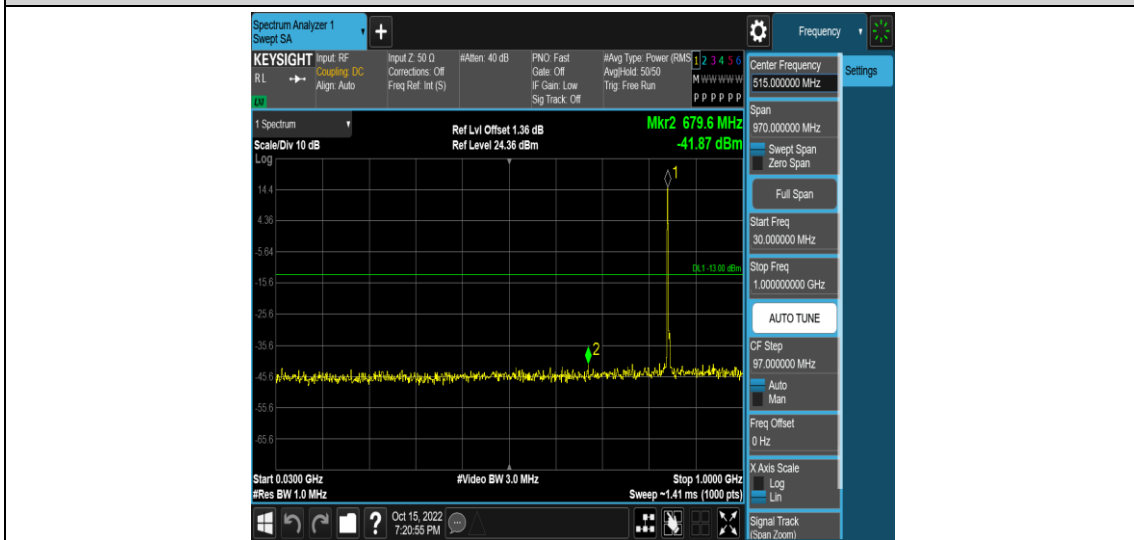 Spectrum Analyzer 1
Swept SA
+
Frequency
KEYSIGHT
RL
LXI
Input: RF
Coupling: DC
Align: Auto
Input Z: 50 Ω
Corrections: Off
Freq Ref: Int (S)
#Atten: 40 dB
PNO: Fast
Gate: Off
IF Gain: Low
Sig Track: Off
#Avg Type: Power (RMS
Avg|Hold: 50/50
Trig: Free Run
1 2 3 4 5 6
M W W W W W
P P P P P P
1 Spectrum
Scale/Div 10 dB
Log
Ref Lvl Offset 1.36 dB
Ref Level 24.36 dBm
Mkr2 679.6 MHz
-41.87 dBm
1
14.4
4.36
-5.64
DL1 -13.00 dBm
-15.6
-25.6
-35.6
2
-45.6
-55.6
-65.6
Start 0.0300 GHz
#Res BW 1.0 MHz
#Video BW 3.0 MHz
Stop 1.0000 GHz
Sweep ~1.41 ms (1000 pts)
?
Oct 15, 2022
7:20:55 PM
Center Frequency
515.000000 MHz
Settings
Span
970.000000 MHz
Swept Span
Zero Span
Full Span
Start Freq
30.000000 MHz
Stop Freq
1.000000000 GHz
AUTO TUNE
CF Step
97.000000 MHz
Auto
Man
Freq Offset
0 Hz
X Axis Scale
Log
Lin
Signal Track
(Span Zoom)